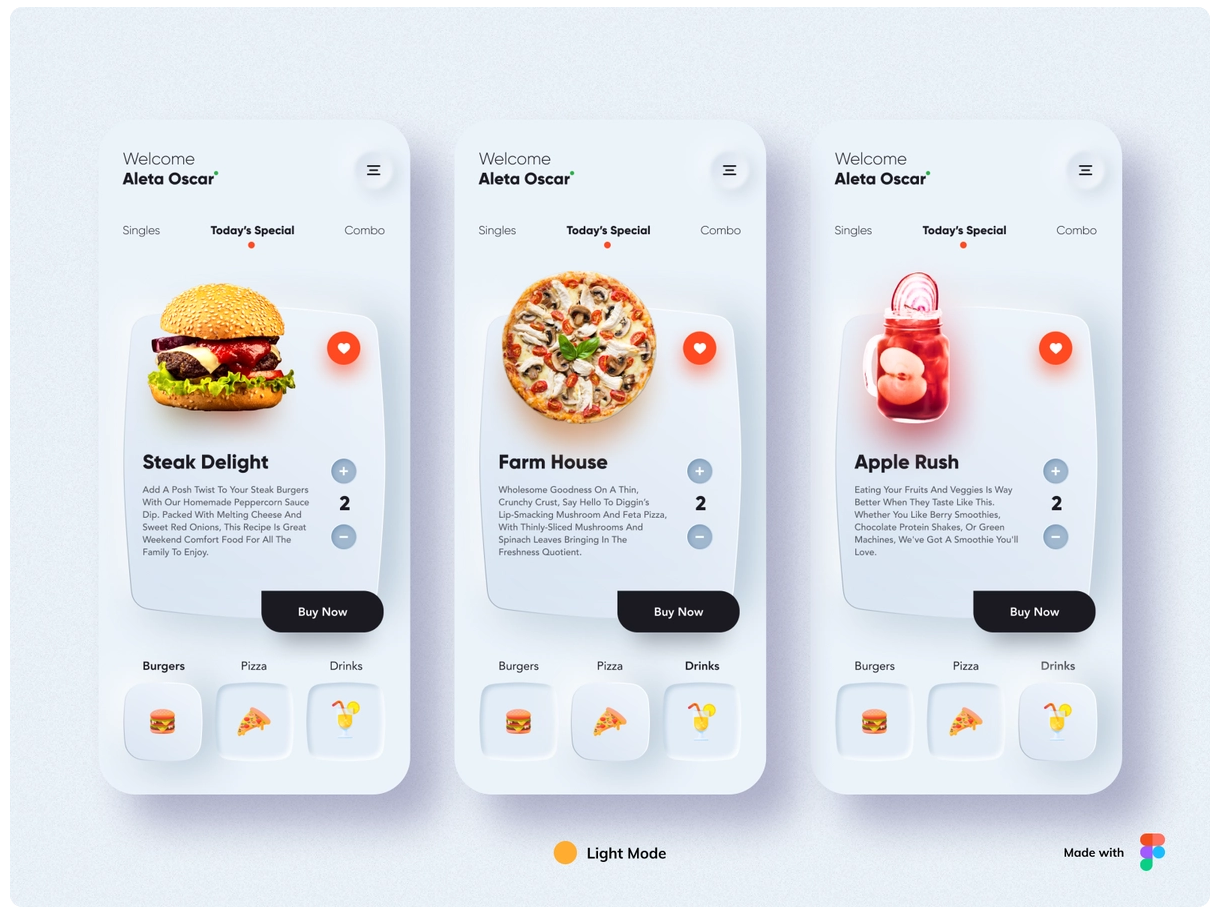 Welcome
Aleta Oscar
Singles
Today's Special
Combo
Steak Delight
Add A Posh Twist To Your Steak Burgers
With Our Homemade Peppercorn Sauce
Dip. Packed With Melting Cheese And
Sweet Red Onions, This Recipe Is Great
Weekend Comfort Food For All The
Family To Enjoy.
+
2
−
Buy Now
Burgers
Pizza
Drinks
Welcome
Aleta Oscar
Singles
Today's Special
Combo
Farm House
Wholesome Goodness On A Thin,
Crunchy Crust, Say Hello To Diggin's
Lip-Smacking Mushroom And Feta Pizza,
With Thinly-Sliced Mushrooms And
Spinach Leaves Bringing In The
Freshness Quotient.
+
2
−
Buy Now
Burgers
Pizza
Drinks
Welcome
Aleta Oscar
Singles
Today's Special
Combo
Apple Rush
Eating Your Fruits And Veggies Is Way
Better When They Taste Like This.
Whether You Like Berry Smoothies,
Chocolate Protein Shakes, Or Green
Machines, We've Got A Smoothie You'll
Love.
+
2
−
Buy Now
Burgers
Pizza
Drinks
Light Mode
Made with